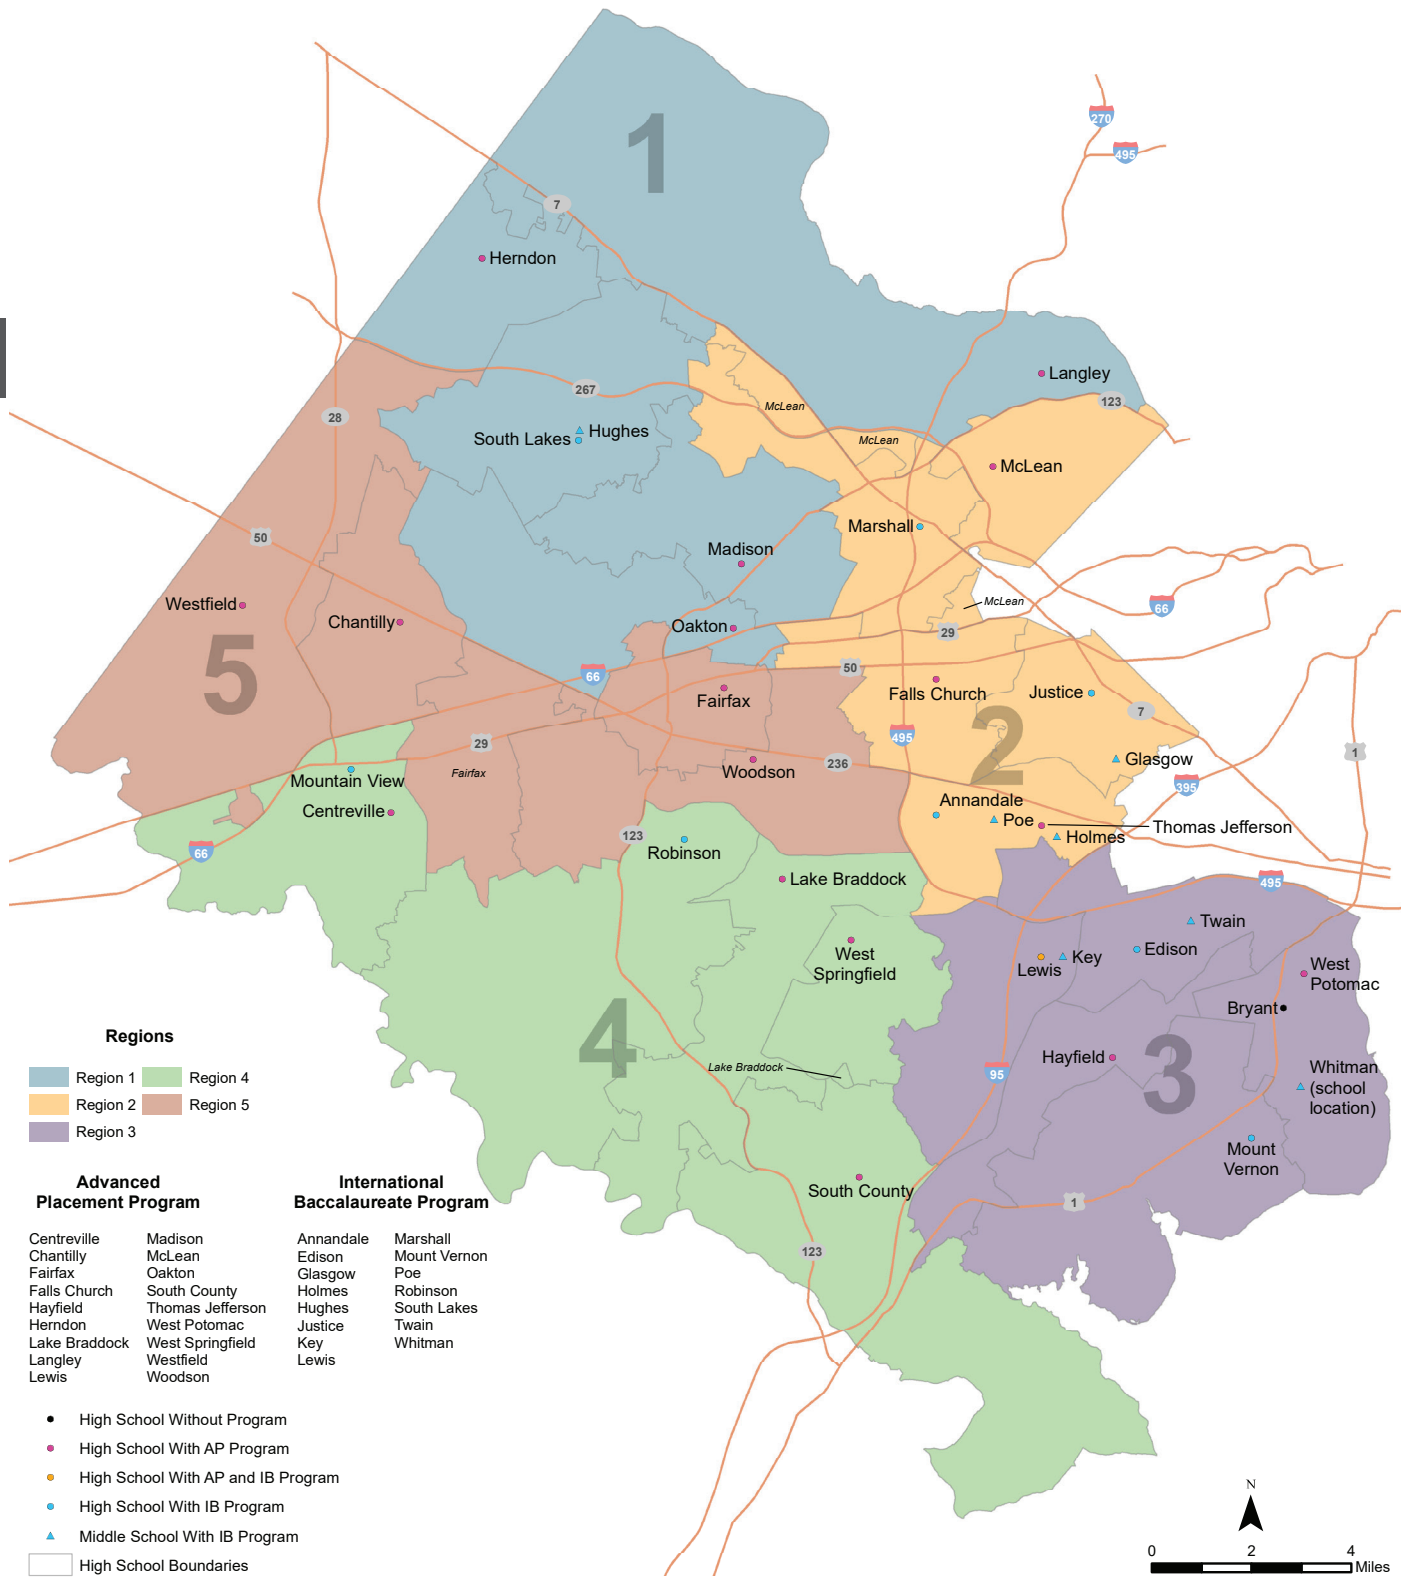 1
270
495
7
Herndon
267
Langley
123
McLean
28
South Lakes
Hughes
McLean
McLean
50
Marshall
Madison
Westfield
Chantilly
McLean
66
Oakton
29
5
66
50
Fairfax
Falls Church
Justice
7
2
495
29
236
1
Woodson
Glasgow
Mountain View
Fairfax
395
Centreville
Annandale
Poe
Thomas Jefferson
Holmes
123
66
Robinson
Lake Braddock
495
Twain
West
Springfield
Edison
Lewis
Key
West
Potomac
Bryant
4
3
Hayfield
Lake Braddock
95
Whitman
(school
location)
Mount
Vernon
South County
1
123
Regions
Region 1
Region 4
Region 2
Region 5
Region 3
Advanced
Placement Program
Centreville
Chantilly
Fairfax
Falls Church
Hayfield
Herndon
Lake Braddock
Langley
Lewis
Madison
McLean
Oakton
South County
Thomas Jefferson
West Potomac
West Springfield
Westfield
Woodson
International
Baccalaureate Program
Annandale
Edison
Glasgow
Holmes
Hughes
Justice
Key
Lewis
Marshall
Mount Vernon
Poe
Robinson
South Lakes
Twain
Whitman
High School Without Program
High School With AP Program
High School With AP and IB Program
High School With IB Program
Middle School With IB Program
High School Boundaries
N
0 2 4
Miles